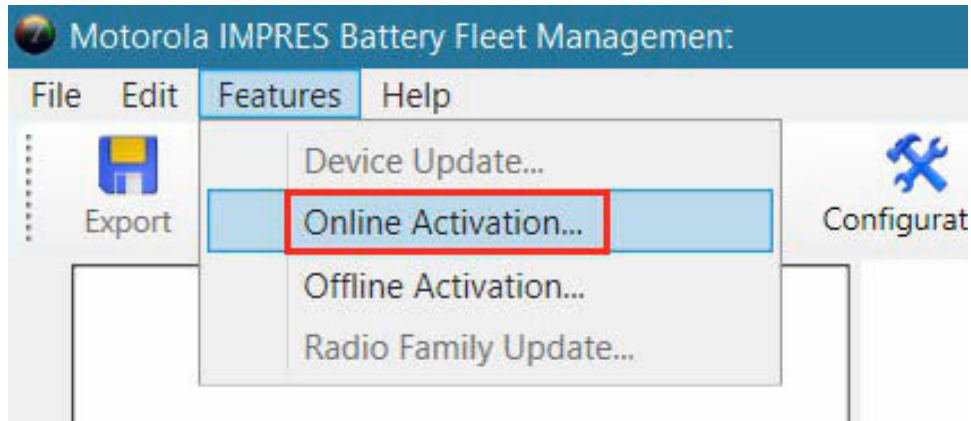 Motorola IMPRES Battery Fleet Management
File Edit Features Help
Device Update...
Export
Online Activation...
Configurat
Offline Activation...
Radio Family Update...